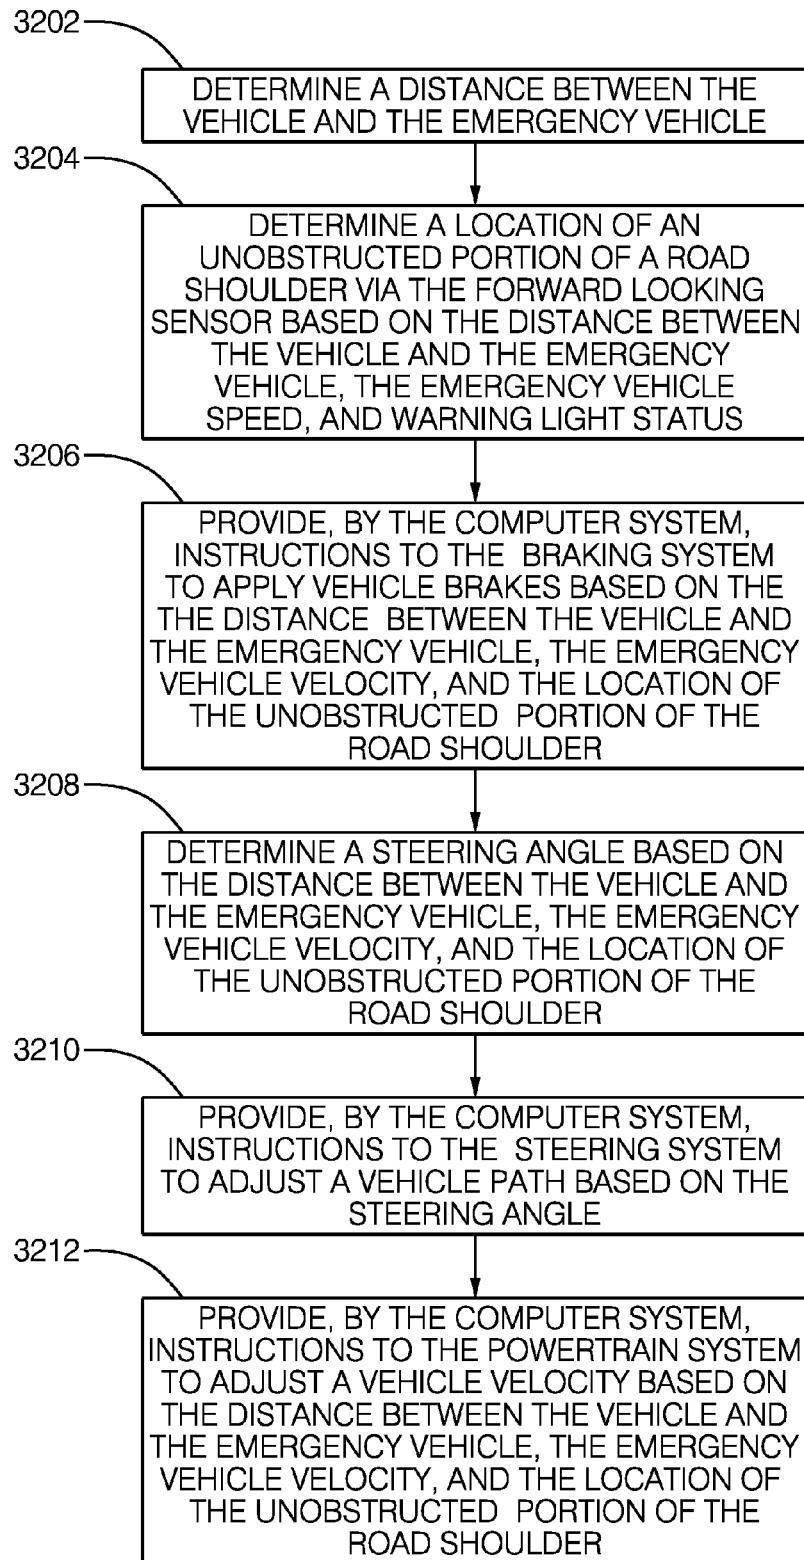 3202
DETERMINE A DISTANCE BETWEEN THE
VEHICLE AND THE EMERGENCY VEHICLE
3204
DETERMINE A LOCATION OF AN
UNOBSTRUCTED PORTION OF A ROAD
SHOULDER VIA THE FORWARD LOOKING
SENSOR BASED ON THE DISTANCE BETWEEN
THE VEHICLE AND THE EMERGENCY
VEHICLE, THE EMERGENCY VEHICLE
SPEED, AND WARNING LIGHT STATUS
3206
PROVIDE, BY THE COMPUTER SYSTEM,
INSTRUCTIONS TO THE BRAKING SYSTEM
TO APPLY VEHICLE BRAKES BASED ON THE
THE DISTANCE BETWEEN THE VEHICLE AND
THE EMERGENCY VEHICLE, THE EMERGENCY
VEHICLE VELOCITY, AND THE LOCATION OF
THE UNOBSTRUCTED PORTION OF THE
ROAD SHOULDER
3208
DETERMINE A STEERING ANGLE BASED ON
THE DISTANCE BETWEEN THE VEHICLE AND
THE EMERGENCY VEHICLE, THE EMERGENCY
VEHICLE VELOCITY, AND THE LOCATION OF
THE UNOBSTRUCTED PORTION OF THE
ROAD SHOULDER
3210
PROVIDE, BY THE COMPUTER SYSTEM,
INSTRUCTIONS TO THE STEERING SYSTEM
TO ADJUST A VEHICLE PATH BASED ON THE
STEERING ANGLE
3212
PROVIDE, BY THE COMPUTER SYSTEM,
INSTRUCTIONS TO THE POWERTRAIN SYSTEM
TO ADJUST A VEHICLE VELOCITY BASED ON
THE DISTANCE BETWEEN THE VEHICLE AND
THE EMERGENCY VEHICLE, THE EMERGENCY
VEHICLE VELOCITY, AND THE LOCATION OF
THE UNOBSTRUCTED PORTION OF THE
ROAD SHOULDER